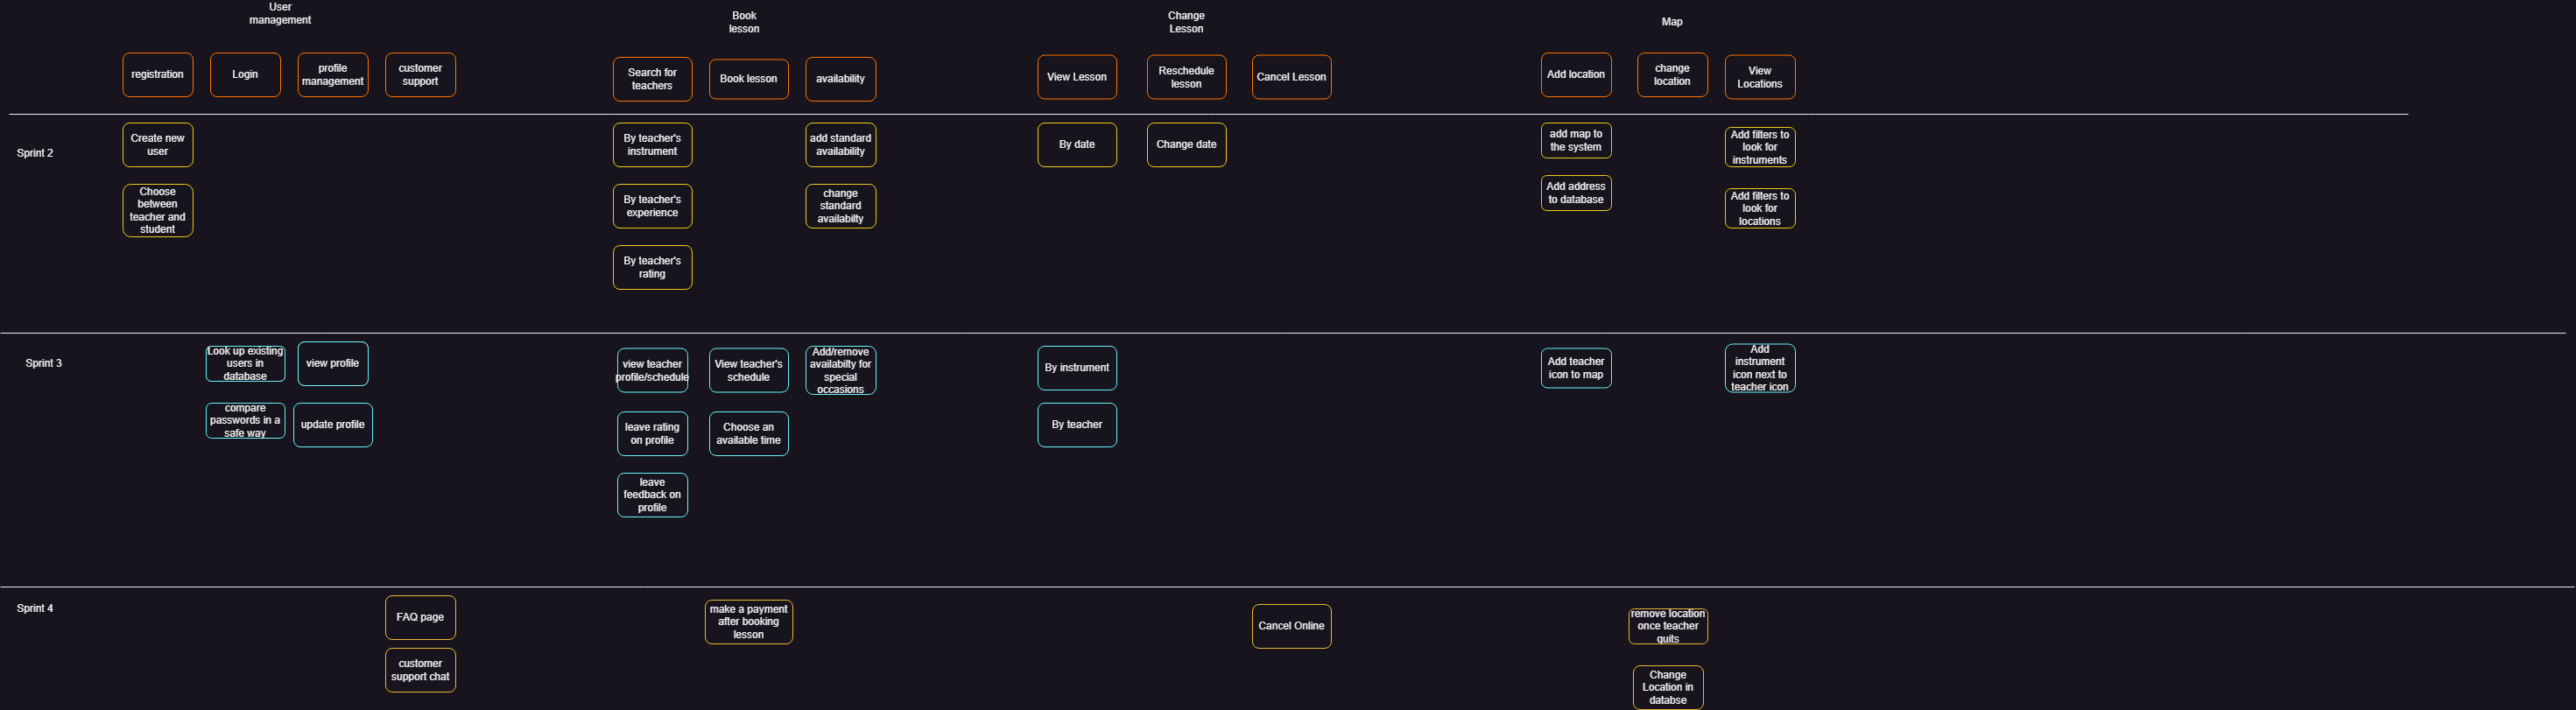 User
management
Book
lesson
Change
Lesson
Map
registration
Login
profile
management
customer
support
Search for
teachers
Book lesson
availability
View Lesson
Reschedule
lesson
Cancel Lesson
Add location
change
location
View
Locations
Sprint 2
Create new
user
Choose
between
teacher and
student
By teacher's
instrument
By teacher's
experience
By teacher's
rating
add standard
availability
change
standard
availabilty
By date
Change date
add map to
the system
Add address
to database
Add filters to
look for
instruments
Add filters to
look for
locations
Sprint 3
Look up existing
users in
database
compare
passwords in a
safe way
view profile
update profile
view teacher
profile/schedule
leave rating
on profile
leave
feedback on
profile
View teacher's
schedule
Choose an
available time
Add/remove
availabilty for
special
occasions
By instrument
By teacher
Add teacher
icon to map
Add
instrument
icon next to
teacher icon
Sprint 4
FAQ page
customer
support chat
make a payment
after booking
lesson
Cancel Online
remove location
once teacher
quits
Change
Location in
databse